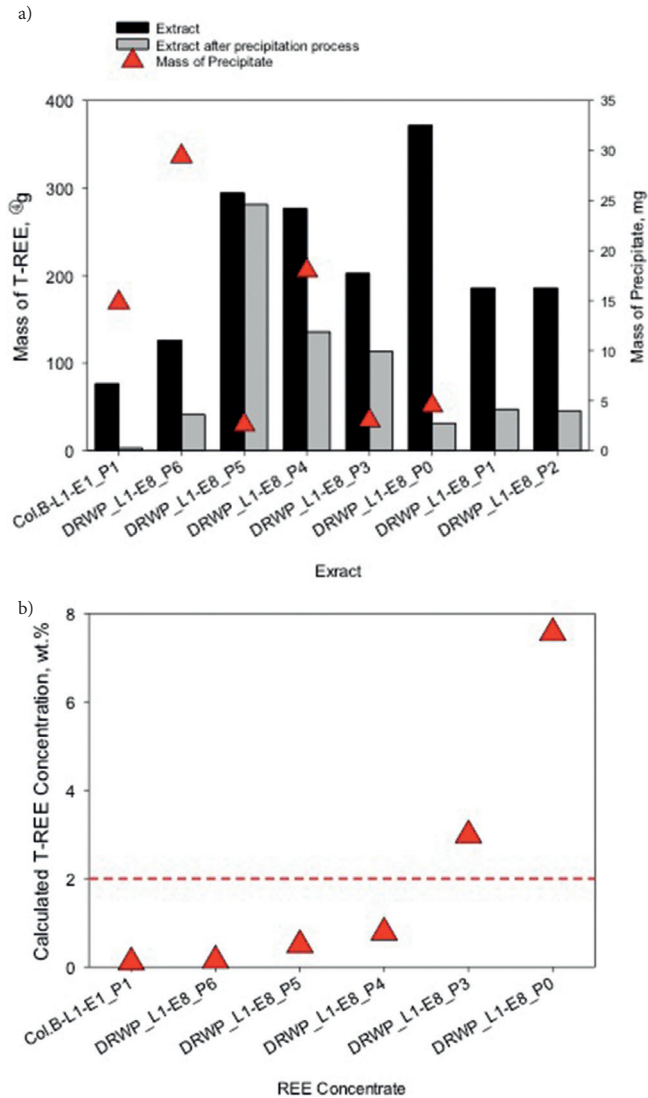 a)
Extract
Extract after precipitation process
Mass of Precipitate
400
300
200
100
0
35
30
25
20
15
10
5
0
Mass of T-REE, g
Mass of Precipitate, mg
Col.B-L1-E1_P1
DRWP_L1-E8_P6
DRWP_L1-E8_P5
DRWP_L1-E8_P4
DRWP_L1-E8_P3
DRWP_L1-E8_P0
DRWP_L1-E8_P1
DRWP_L1-E8_P2
Exract
b)
8
6
4
2
0
Calculated T-REE Concentration, wt.%
Col.B-L1-E1_P1
DRWP_L1-E8_P6
DRWP_L1-E8_P5
DRWP_L1-E8_P4
DRWP_L1-E8_P3
DRWP_L1-E8_P0
REE Concentrate